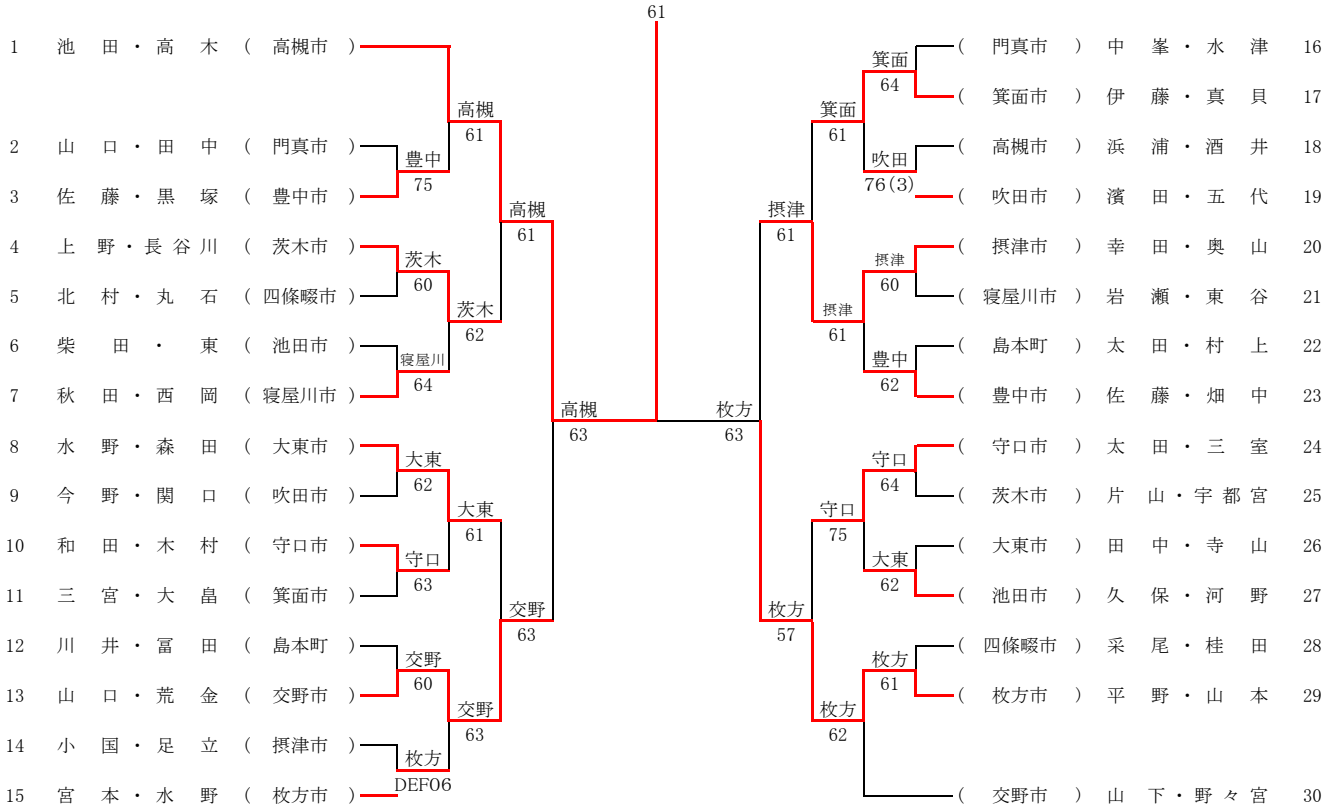 61
1 池田・高木 (高槻市)
高槻
61
2 山口・田中 (門真市)
豊中
75
3 佐藤・黒塚 (豊中市)
高槻
61
4 上野・長谷川 (茨木市)
茨木
60
5 北村・丸石 (四條畷市)
茨木
62
6 柴田・東 (池田市)
寝屋川
64
7 秋田・西岡 (寝屋川市)
高槻
63
8 水野・森田 (大東市)
大東
62
9 今野・関口 (吹田市)
大東
61
10 和田・木村 (守口市)
守口
63
11 三宮・大畠 (箕面市)
交野
63
12 川井・冨田 (島本町)
交野
60
13 山口・荒金 (交野市)
交野
63
14 小国・足立 (摂津市)
枚方
DEF06
15 宮本・水野 (枚方市)
(門真市) 中峯・水津 16
箕面
64
(箕面市) 伊藤・真貝 17
箕面
61
(高槻市) 浜浦・酒井 18
吹田
76(3)
(吹田市) 濱田・五代 19
摂津
61
(摂津市) 幸田・奥山 20
摂津
60
(寝屋川市) 岩瀬・東谷 21
摂津
61
(島本町) 太田・村上 22
豊中
62
(豊中市) 佐藤・畑中 23
枚方
63
(守口市) 太田・三室 24
守口
64
(茨木市) 片山・宇都宮 25
守口
75
(大東市) 田中・寺山 26
大東
62
(池田市) 久保・河野 27
枚方
57
(四條畷市) 采尾・桂田 28
枚方
61
(枚方市) 平野・山本 29
枚方
62
(交野市) 山下・野々宮 30